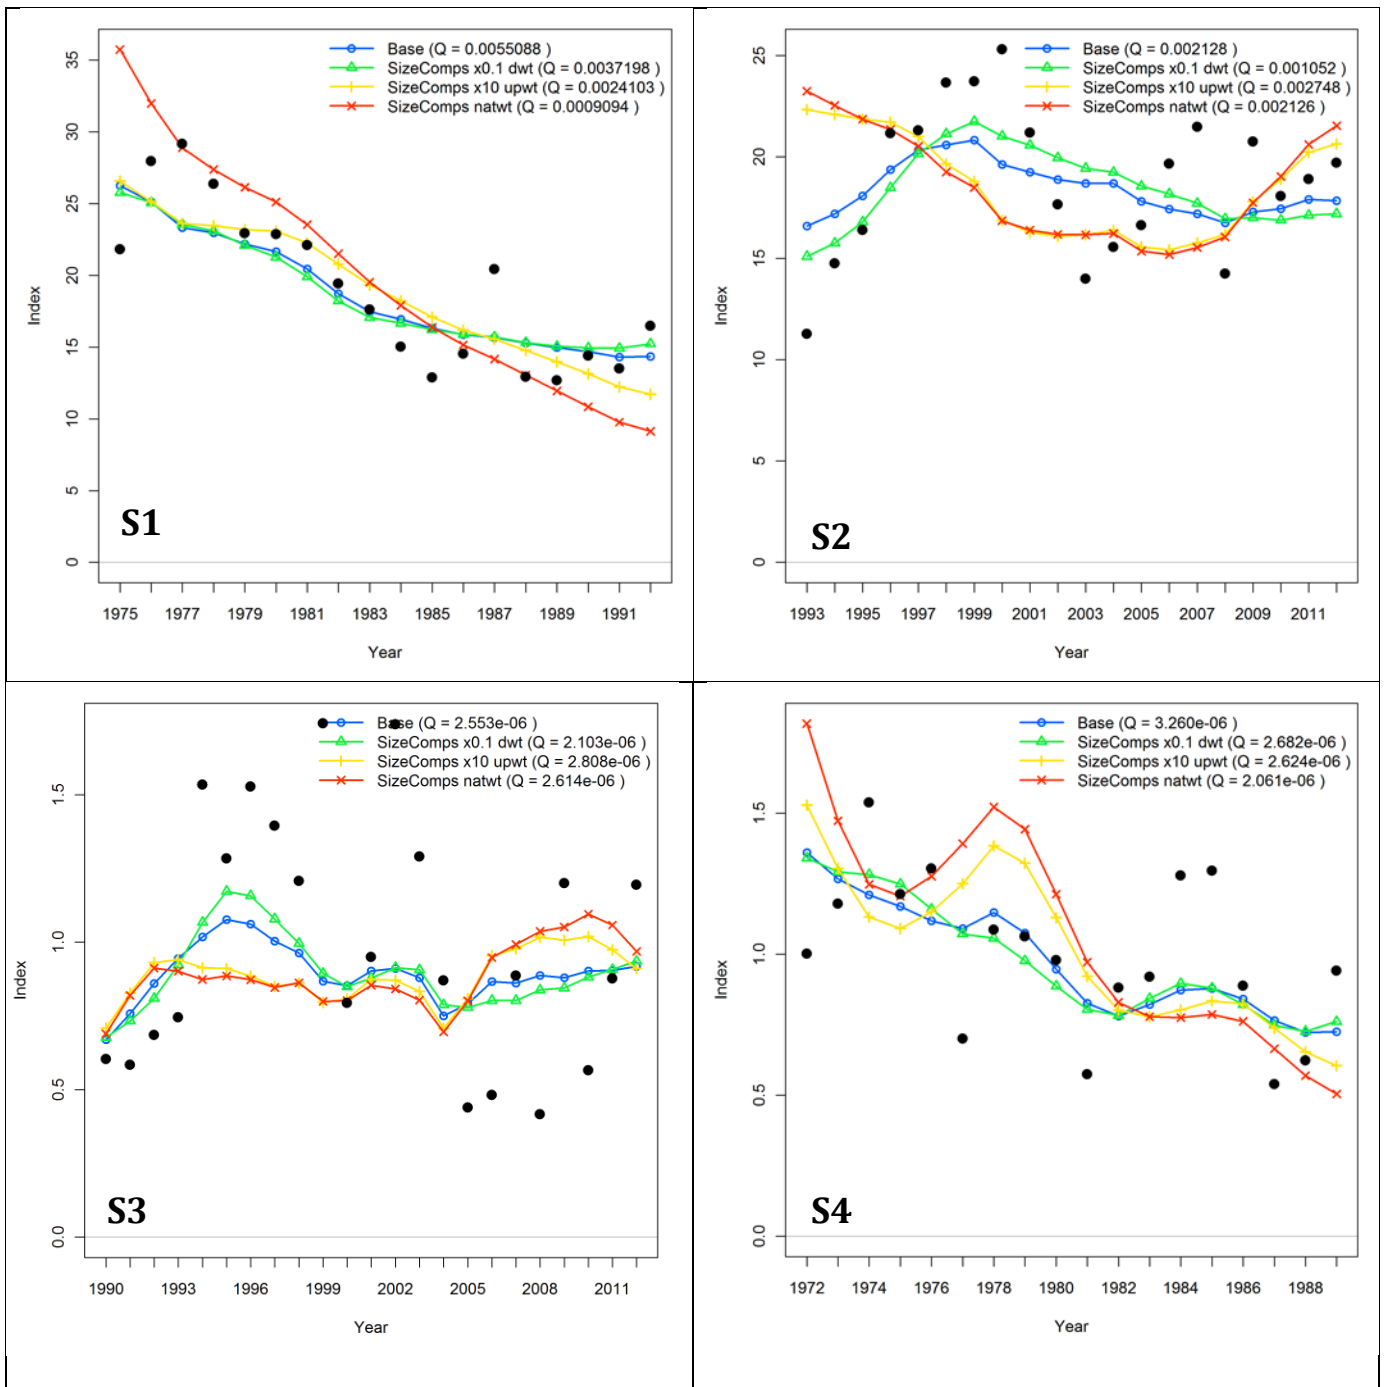 Base (Q = 0.0055088 )
SizeComps x0.1 dwt (Q = 0.0037198 )
SizeComps x10 upwt (Q = 0.0024103 )
SizeComps natwt (Q = 0.0009094 )
35
30
25
20
15
10
5
0
Index
S1
1975 1977 1979 1981 1983 1985 1987 1989 1991
Year
Base (Q = 0.002128 )
SizeComps x0.1 dwt (Q = 0.001052 )
SizeComps x10 upwt (Q = 0.002748 )
SizeComps natwt (Q = 0.002126 )
25
20
15
10
5
0
Index
S2
1993 1995 1997 1999 2001 2003 2005 2007 2009 2011
Year
Base (Q = 2.553e-06 )
SizeComps x0.1 dwt (Q = 2.103e-06 )
SizeComps x10 upwt (Q = 2.808e-06 )
SizeComps natwt (Q = 2.614e-06 )
1.5
1.0
0.5
0.0
Index
S3
1990 1993 1996 1999 2002 2005 2008 2011
Year
Base (Q = 3.260e-06 )
SizeComps x0.1 dwt (Q = 2.682e-06 )
SizeComps x10 upwt (Q = 2.624e-06 )
SizeComps natwt (Q = 2.061e-06 )
1.5
1.0
0.5
0.0
Index
S4
1972 1974 1976 1978 1980 1982 1984 1986 1988
Year